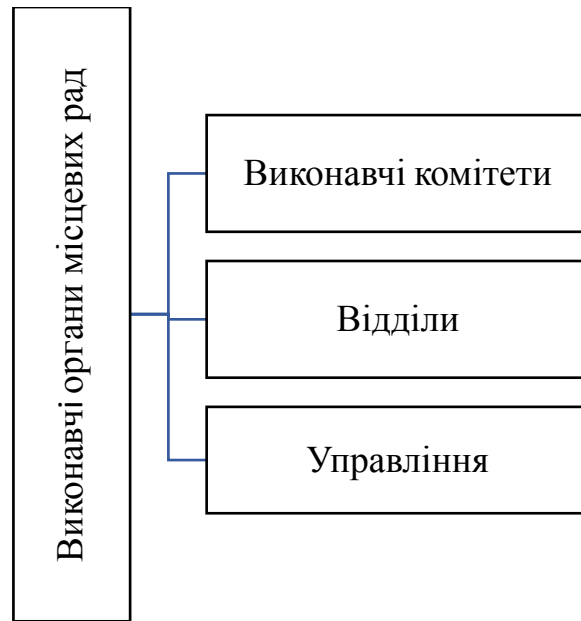 Виконавчі органи місцевих рад
Виконавчі комітети
Відділи
Управління